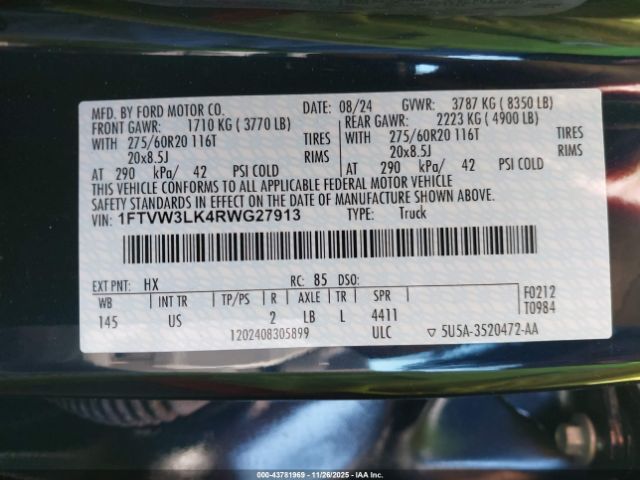 MFD. BY FORD MOTOR CO. DATE: 08/24 GVWR: 3787 KG ( 8350 LB)
FRONT GAWR: 1710 KG ( 3770 LB) REAR GAWR: 2223 KG ( 4900 LB)
WITH 275/60R20 116T TIRES WITH 275/60R20 116T TIRES
20x8.5J RIMS 20x8.5J RIMS
AT 290 kPa/ 42 PSI COLD AT 290 kPa/ 42 PSI COLD
THIS VEHICLE CONFORMS TO ALL APPLICABLE FEDERAL MOTOR VEHICLE
SAFETY STANDARDS IN EFFECT ON THE DATE OF MANUFACTURE SHOWN ABOVE.
VIN: 1FTVW3LK4RWG27913 TYPE: Truck
EXT PNT: HX RC: 85 DSO:
WB INT TR TP/PS R AXLE TR SPR F0212
145 US 2 LB L 4411 T0984
1202408305899 ULC ▽ 5U5A-3520472-AA
00-43781969 - 11/26/2025 - IAA Inc.